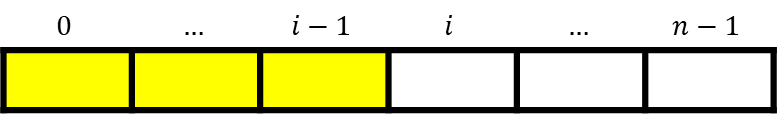 0 ... i − 1 i ... n − 1